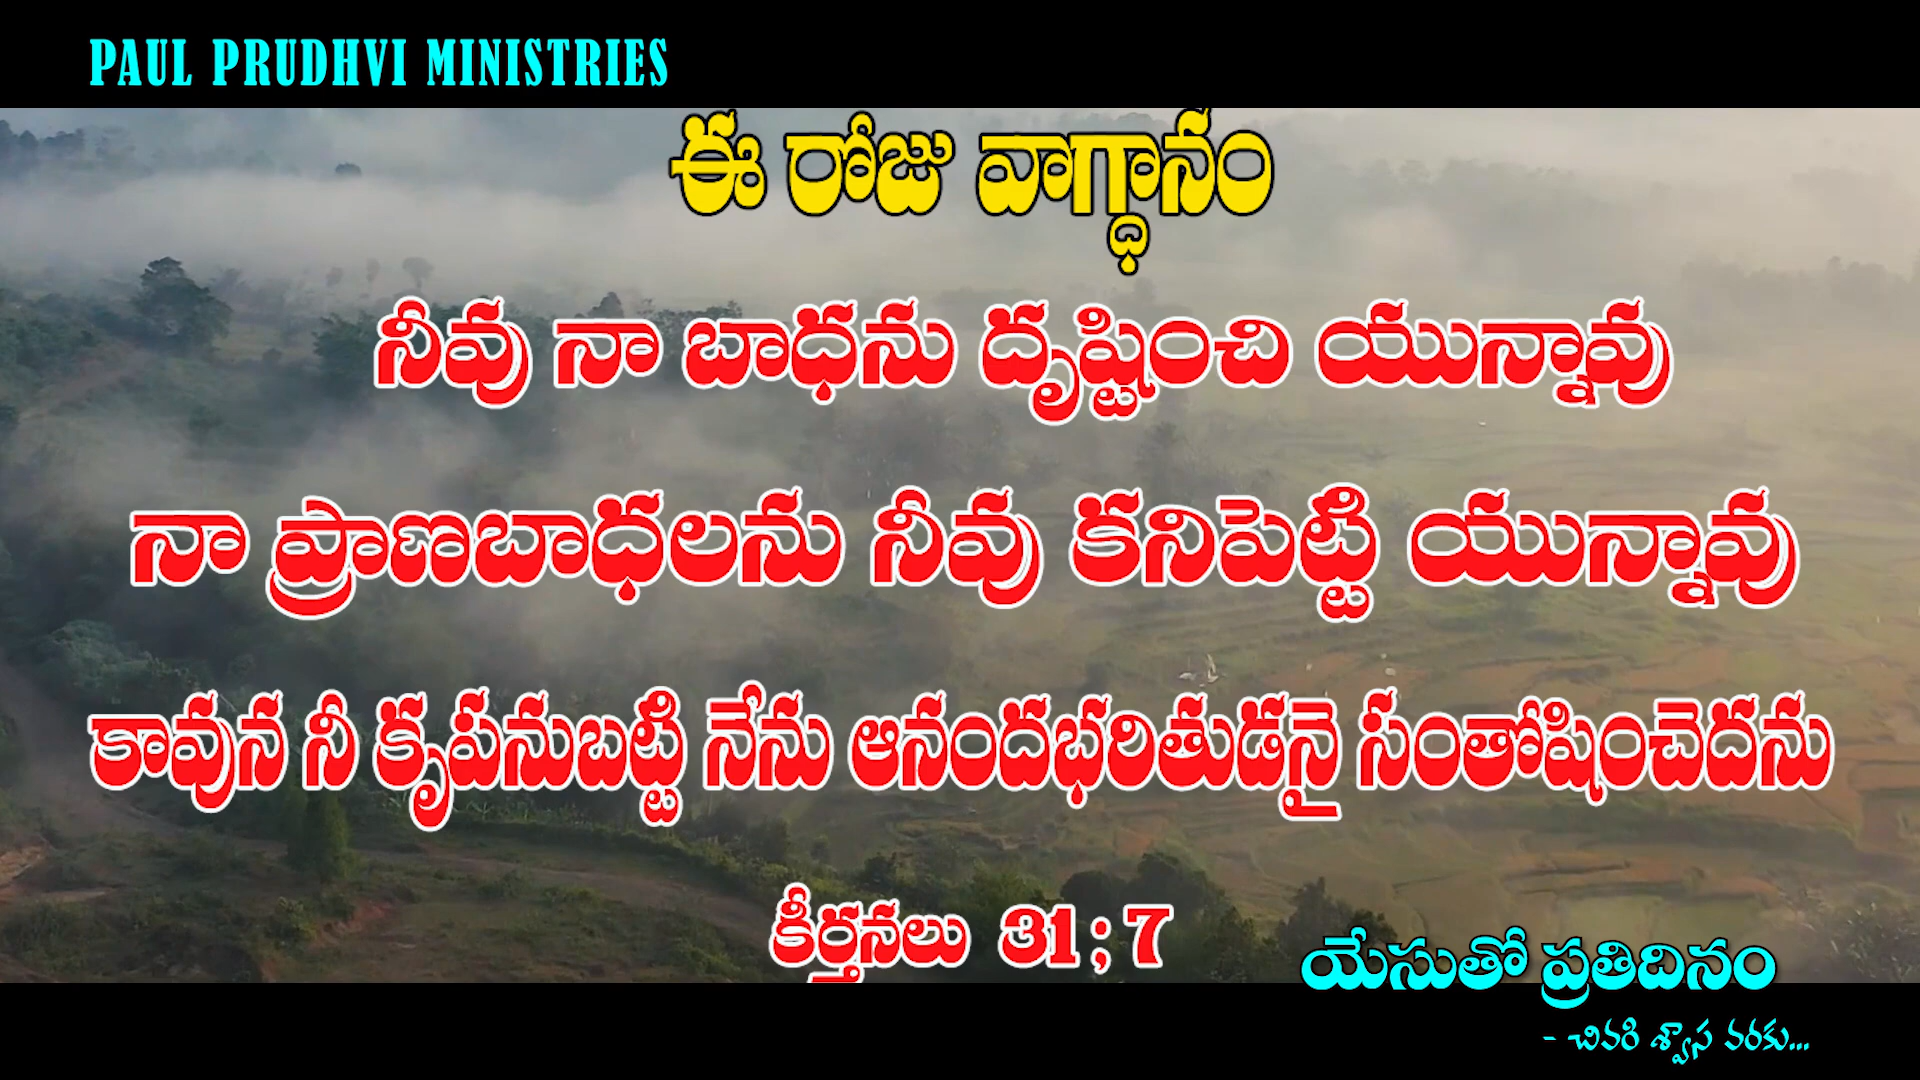 PAUL PRUDHVI MINISTRIES
ఈ రోజు వాగ్ధానం
నీవు నా బాధను దృష్టించి యున్నావు
నా ప్రాణబాధలను నీవు కనిపెట్టి యున్నావు
కావున నీ కృపనుబట్టి నేను ఆనందభరితుడనై సంతోషించెదను
కీర్తనలు 31 ; 7
యేసుతో ప్రతిదినం
- చివరి శ్వాస వరకు...